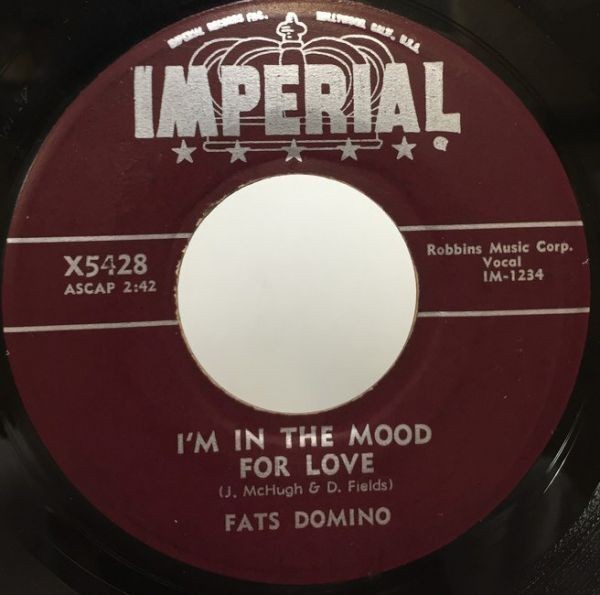 IMPERIAL RECORDS INC. HOLLYWOOD CALIF., U.S.A.
IMPERIAL
X5428
ASCAP 2:42
Robbins Music Corp.
Vocal
IM-1234
I'M IN THE MOOD
FOR LOVE
(J. McHugh & D. Fields)
FATS DOMINO